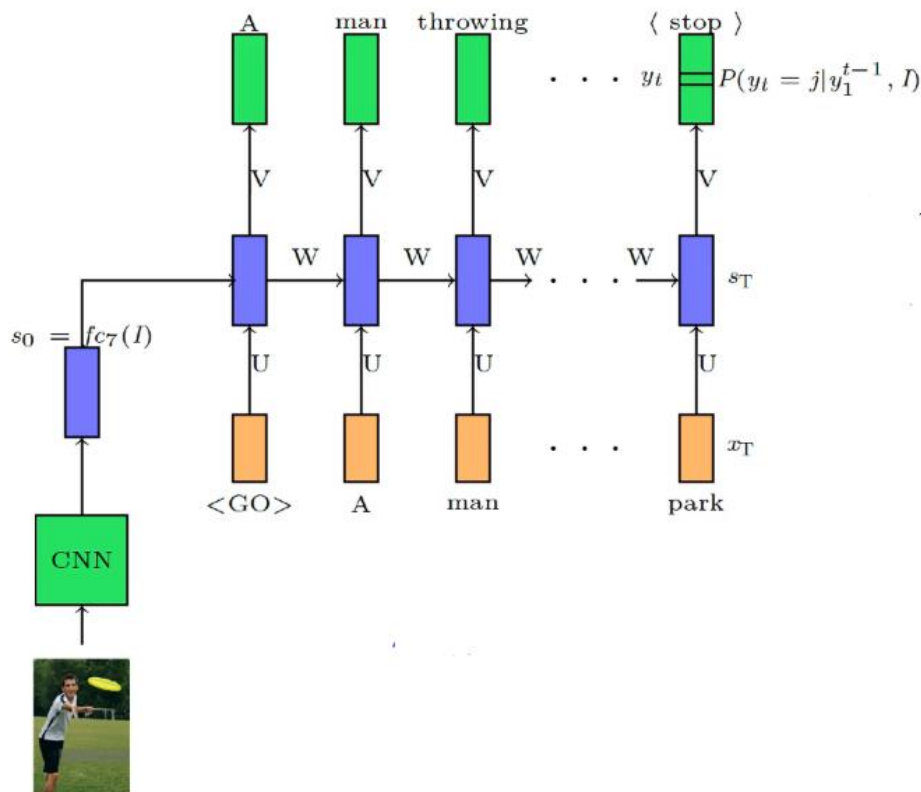 A man throwing ⟨ stop ⟩
. . . y_t P(y_t = j|y_1^{t−1}, I)
V V V V
W W W . . . W s_T
s_0 = fc_7(I)
U U U U
. . . x_T
<GO> A man park
CNN